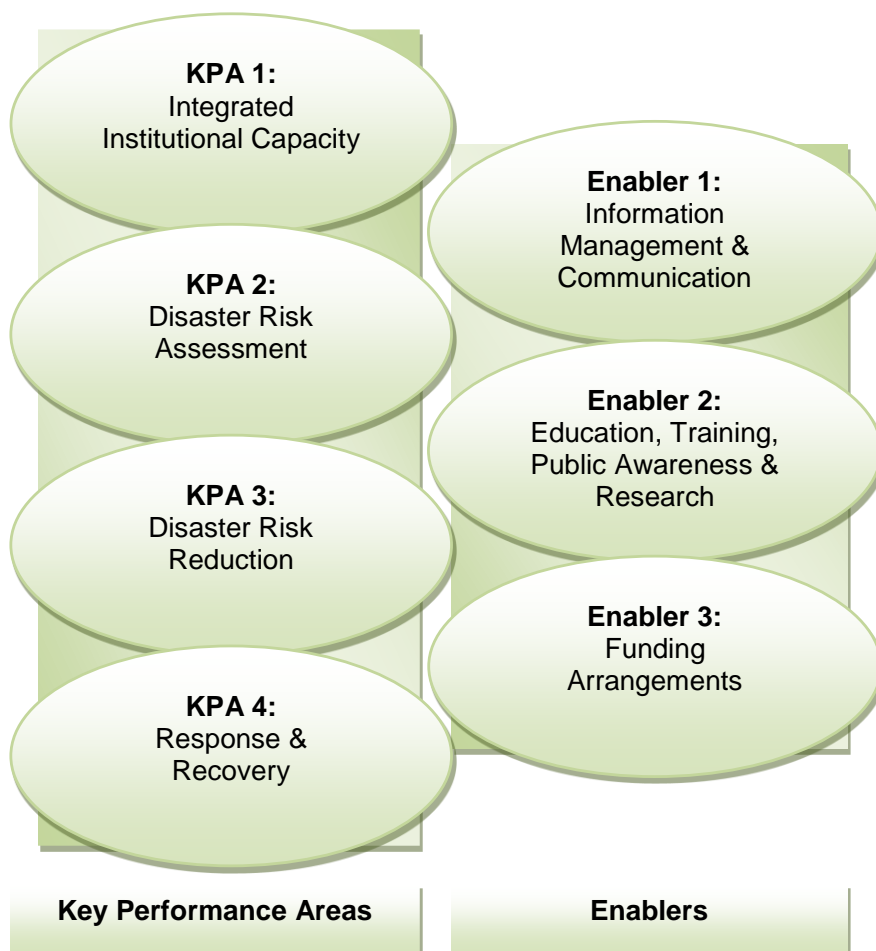 KPA 1:
Integrated
Institutional Capacity
KPA 2:
Disaster Risk
Assessment
KPA 3:
Disaster Risk
Reduction
KPA 4:
Response &
Recovery
Key Performance Areas
Enabler 1:
Information
Management &
Communication
Enabler 2:
Education, Training,
Public Awareness &
Research
Enabler 3:
Funding
Arrangements
Enablers